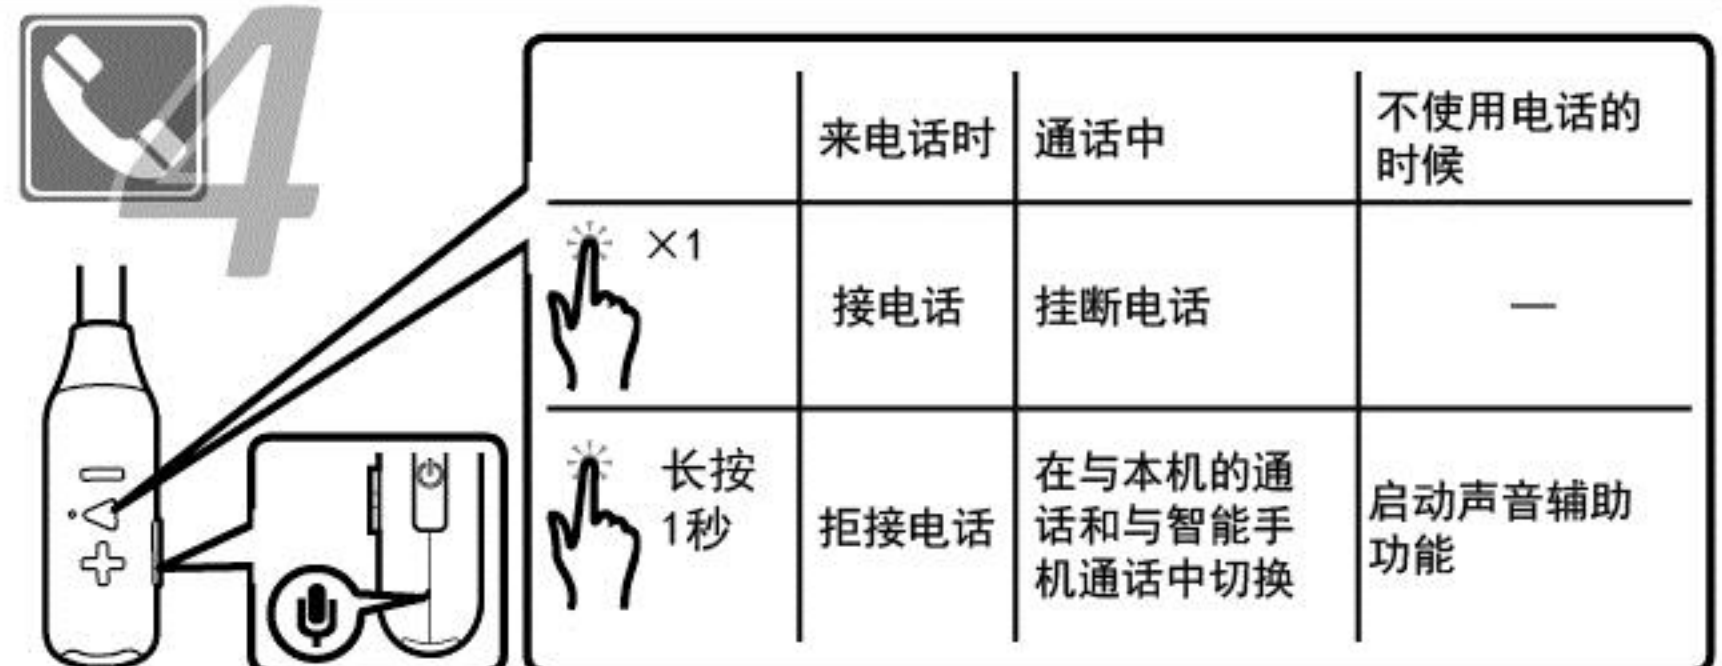 4
来电话时 通话中 不使用电话的
时候
×1
接电话 挂断电话 —
长按
1秒
拒接电话
在与本机的通
话和与智能手
机通话中切换
启动声音辅助
功能